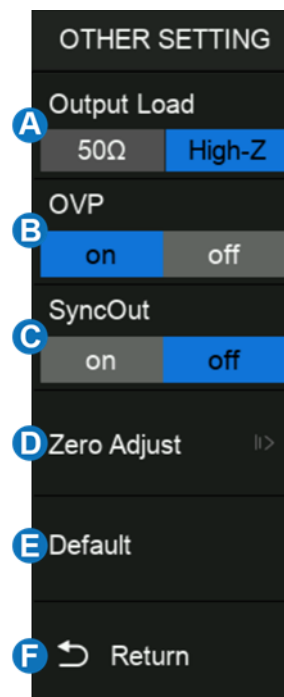 OTHER SETTING
Output Load
A
50Ω High-Z
OVP
B
on off
SyncOut
C
on off
D Zero Adjust
E Default
F Return